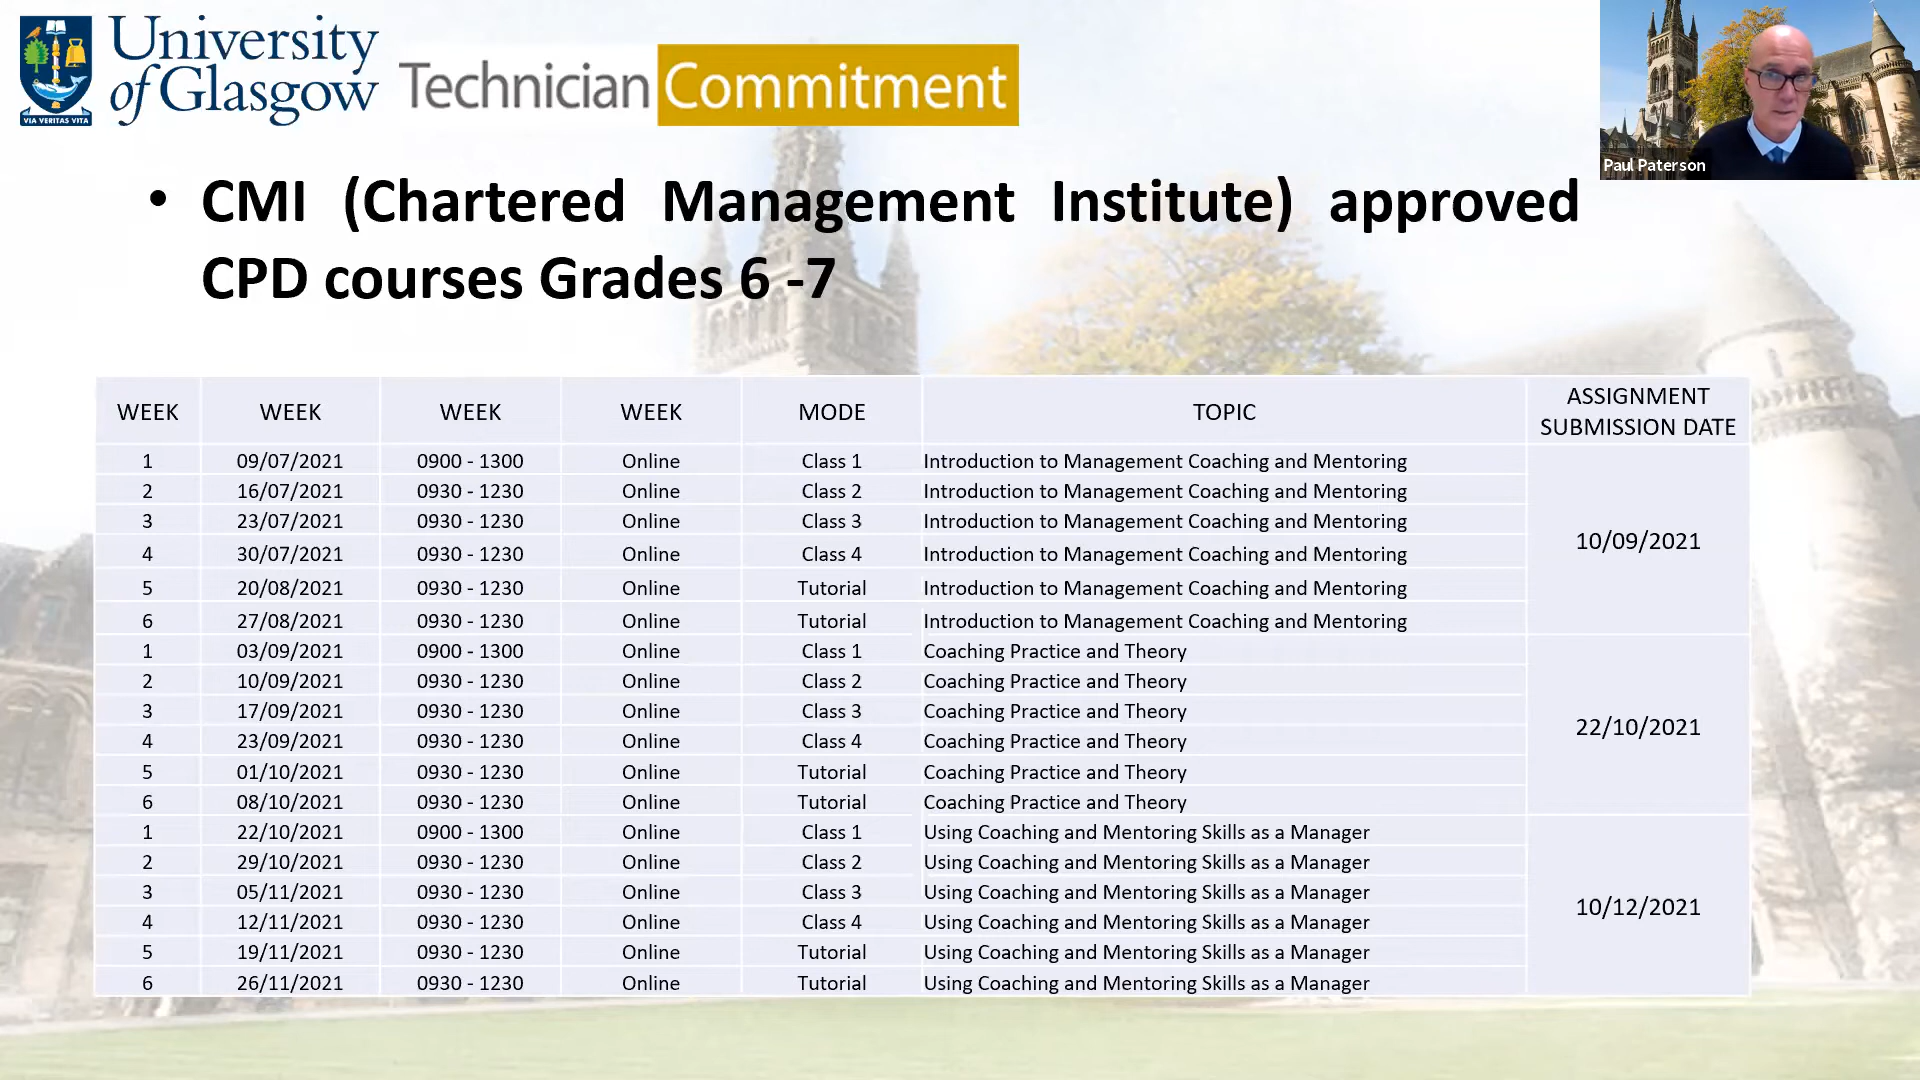 University
of Glasgow
VIA VERITAS VITA
Technician Commitment
Paul Paterson
• CMI (Chartered Management Institute) approved
CPD courses Grades 6 -7
WEEK WEEK WEEK WEEK MODE TOPIC ASSIGNMENT
SUBMISSION DATE
1 09/07/2021 0900 - 1300 Online Class 1 Introduction to Management Coaching and Mentoring
2 16/07/2021 0930 - 1230 Online Class 2 Introduction to Management Coaching and Mentoring
3 23/07/2021 0930 - 1230 Online Class 3 Introduction to Management Coaching and Mentoring
10/09/2021
4 30/07/2021 0930 - 1230 Online Class 4 Introduction to Management Coaching and Mentoring
5 20/08/2021 0930 - 1230 Online Tutorial Introduction to Management Coaching and Mentoring
6 27/08/2021 0930 - 1230 Online Tutorial Introduction to Management Coaching and Mentoring
1 03/09/2021 0900 - 1300 Online Class 1 Coaching Practice and Theory
2 10/09/2021 0930 - 1230 Online Class 2 Coaching Practice and Theory
3 17/09/2021 0930 - 1230 Online Class 3 Coaching Practice and Theory
22/10/2021
4 23/09/2021 0930 - 1230 Online Class 4 Coaching Practice and Theory
5 01/10/2021 0930 - 1230 Online Tutorial Coaching Practice and Theory
6 08/10/2021 0930 - 1230 Online Tutorial Coaching Practice and Theory
1 22/10/2021 0900 - 1300 Online Class 1 Using Coaching and Mentoring Skills as a Manager
2 29/10/2021 0930 - 1230 Online Class 2 Using Coaching and Mentoring Skills as a Manager
3 05/11/2021 0930 - 1230 Online Class 3 Using Coaching and Mentoring Skills as a Manager
10/12/2021
4 12/11/2021 0930 - 1230 Online Class 4 Using Coaching and Mentoring Skills as a Manager
5 19/11/2021 0930 - 1230 Online Tutorial Using Coaching and Mentoring Skills as a Manager
6 26/11/2021 0930 - 1230 Online Tutorial Using Coaching and Mentoring Skills as a Manager